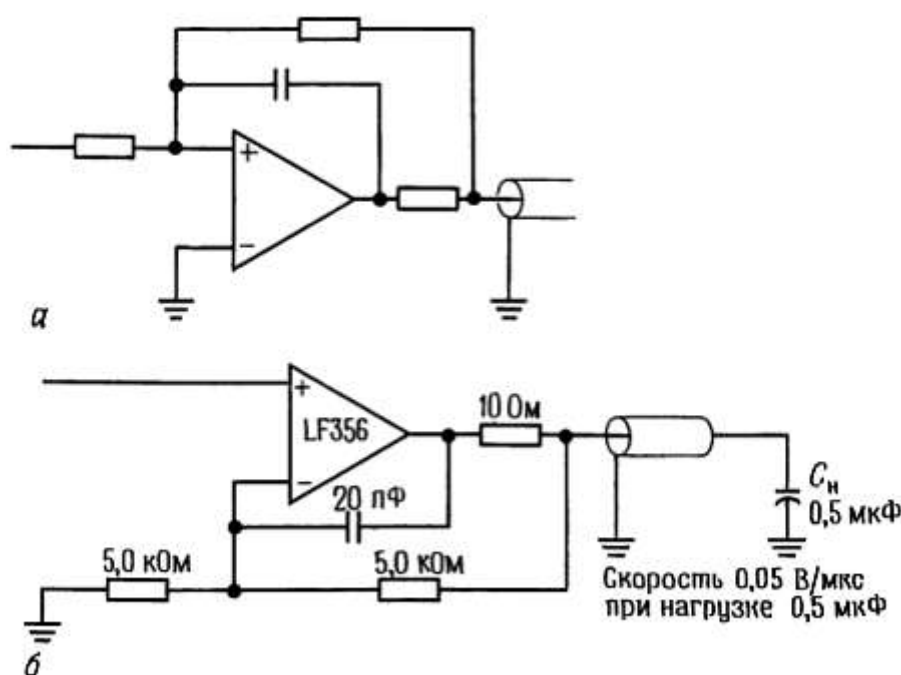 +
−
а
+
LF356
−
10 Ом
20 пФ
5,0 кОм
5,0 кОм
Cн
0,5 мкФ
Скорость 0,05 В/мкс
при нагрузке 0,5 мкФ
б